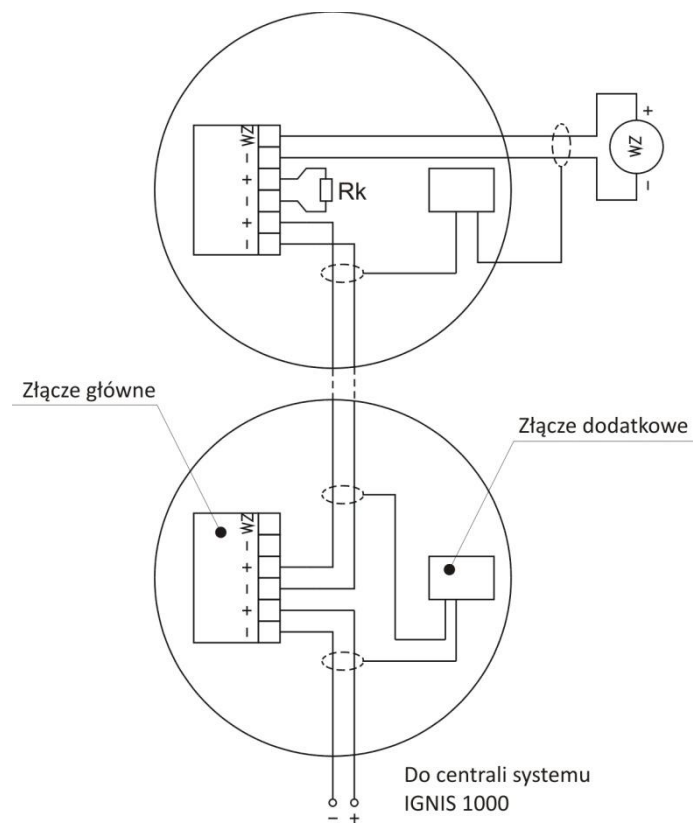 WZ
-
+
-
+
-
Rk
+
WZ
-
Złącze główne
Złącze dodatkowe
WZ
-
+
-
+
-
Do centrali systemu
IGNIS 1000
- +